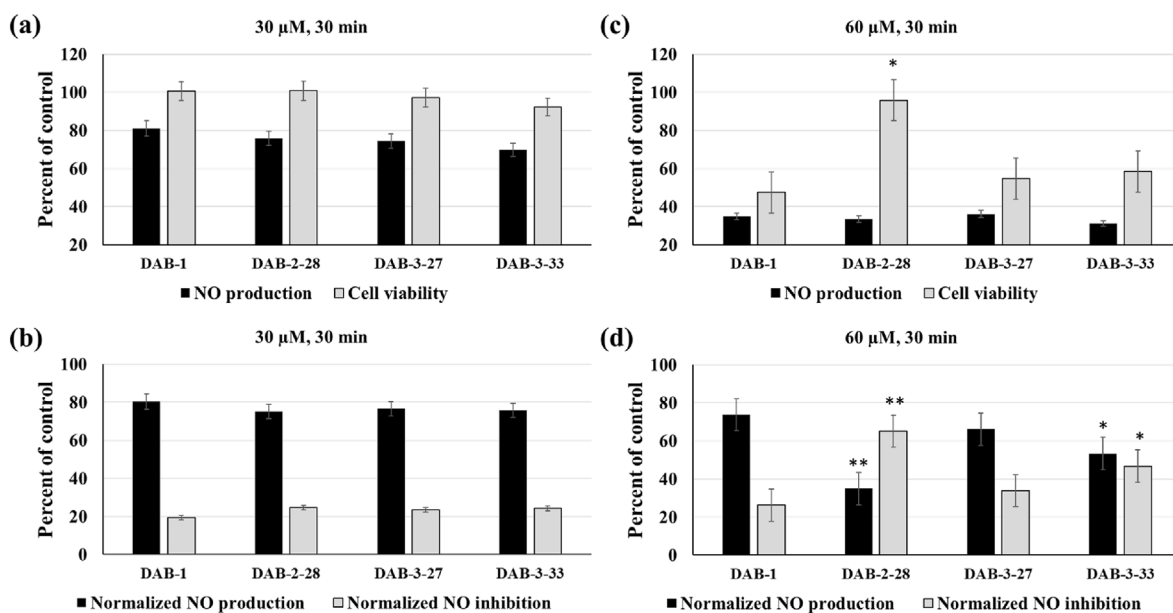 (a)
30 µM, 30 min
Percent of control
120
100
80
60
40
20
DAB-1 DAB-2-28 DAB-3-27 DAB-3-33
NO production Cell viability
(c)
60 µM, 30 min
Percent of control
120
100
80
60
40
20
*
DAB-1 DAB-2-28 DAB-3-27 DAB-3-33
NO production Cell viability
(b)
30 µM, 30 min
Percent of control
100
80
60
40
20
0
DAB-1 DAB-2-28 DAB-3-27 DAB-3-33
Normalized NO production Normalized NO inhibition
(d)
60 µM, 30 min
Percent of control
100
80
60
40
20
0
** ** * *
DAB-1 DAB-2-28 DAB-3-27 DAB-3-33
Normalized NO production Normalized NO inhibition